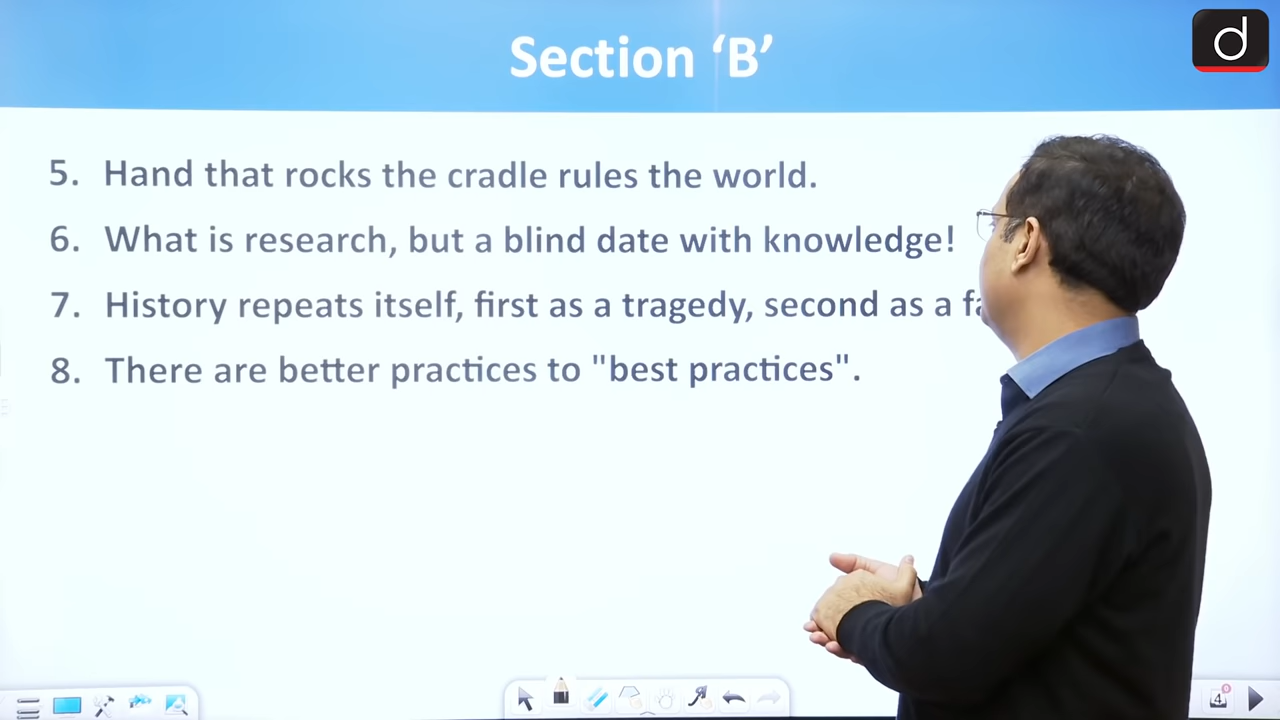 Section ‘B’
d
5. Hand that rocks the cradle rules the world.
6. What is research, but a blind date with knowledge!
7. History repeats itself, first as a tragedy, second as a
8. There are better practices to "best practices".
4